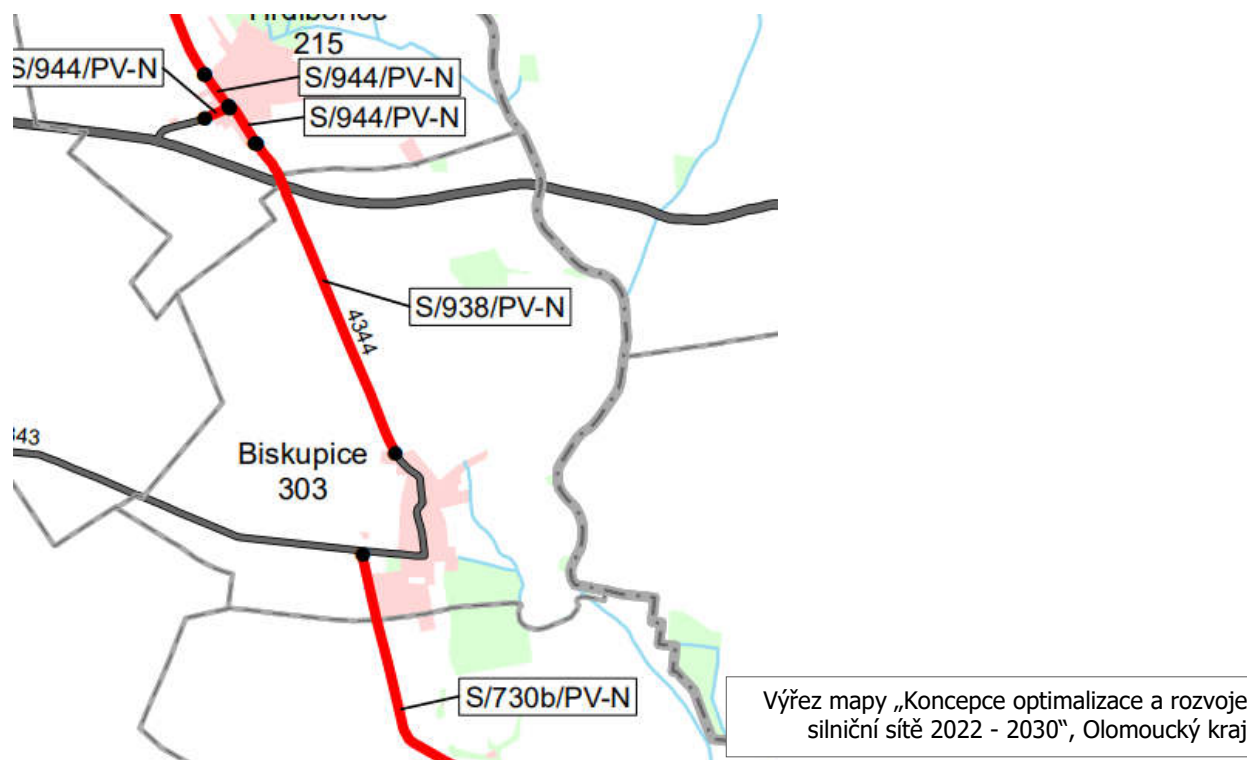 215
S/944/PV-N
S/944/PV-N
S/944/PV-N
S/938/PV-N
4344
343
Biskupice
303
S/730b/PV-N
Výřez mapy „Koncepce optimalizace a rozvoje
silniční sítě 2022 - 2030“, Olomoucký kraj